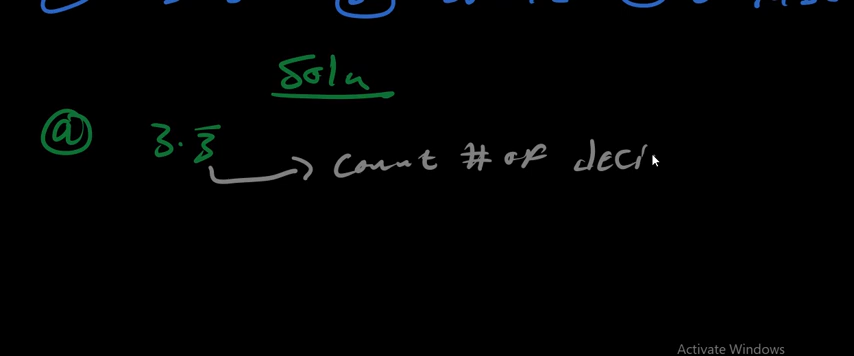 Soln
ⓐ 3.3̅ → Count # of deci
Activate Windows